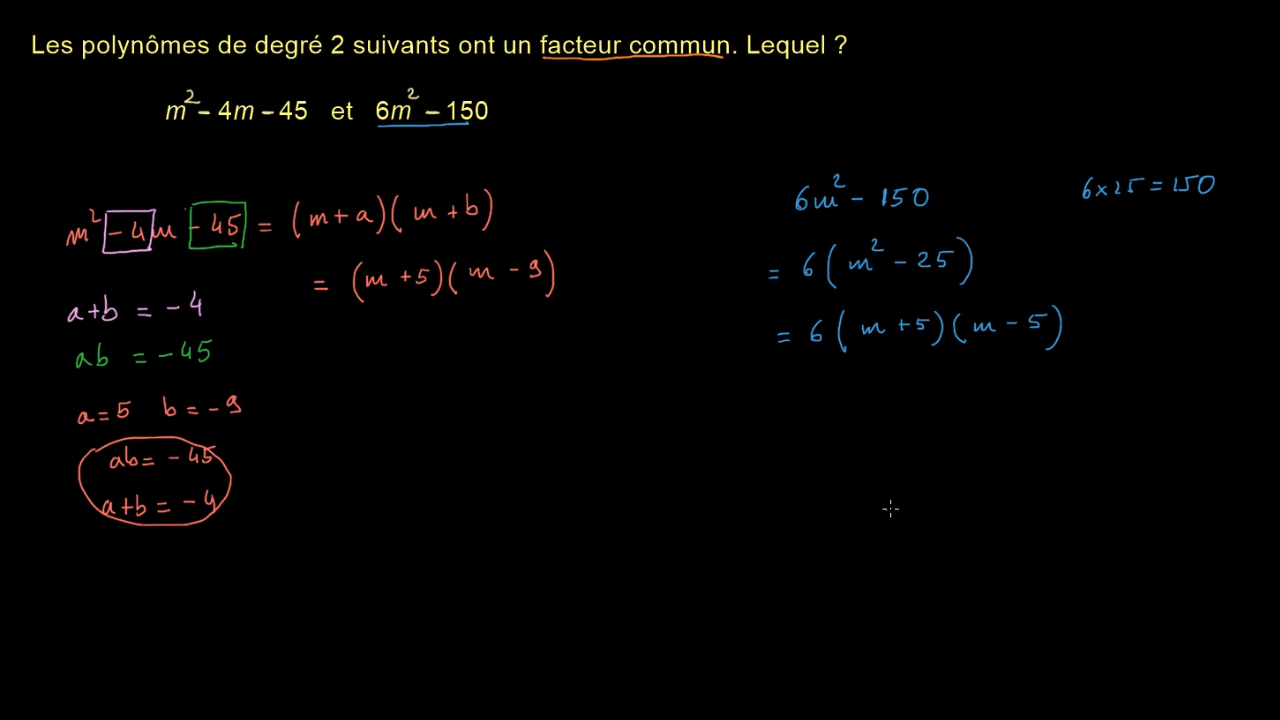 Les polynômes de degré 2 suivants ont un facteur commun. Lequel ?
m² – 4m – 45 et 6m² – 150
m² - 4m - 45 = (m + a)(m + b)
= (m + 5)(m - 9)
a + b = - 4
ab = - 45
a = 5 b = - 9
ab = - 45
a + b = - 4
6m² - 150
6 × 25 = 150
= 6(m² - 25)
= 6(m + 5)(m - 5)